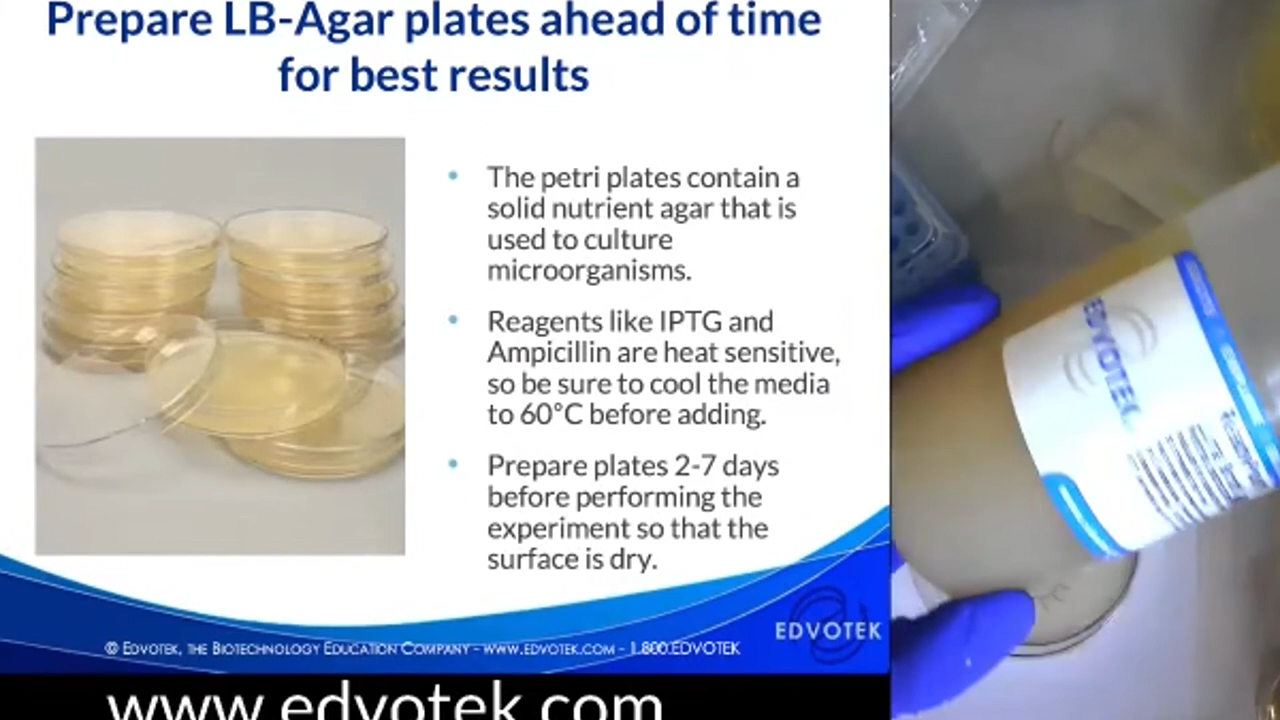 Prepare LB-Agar plates ahead of time
for best results
• The petri plates contain a
solid nutrient agar that is
used to culture
microorganisms.
• Reagents like IPTG and
Ampicillin are heat sensitive,
so be sure to cool the media
to 60°C before adding.
• Prepare plates 2-7 days
before performing the
experiment so that the
surface is dry.
© EDVOTEK, THE BIOTECHNOLOGY EDUCATION COMPANY - WWW.EDVOTEK.COM - 1.800.EDVOTEK
EDVOTEK
www.edvotek.com
EDVOTEK